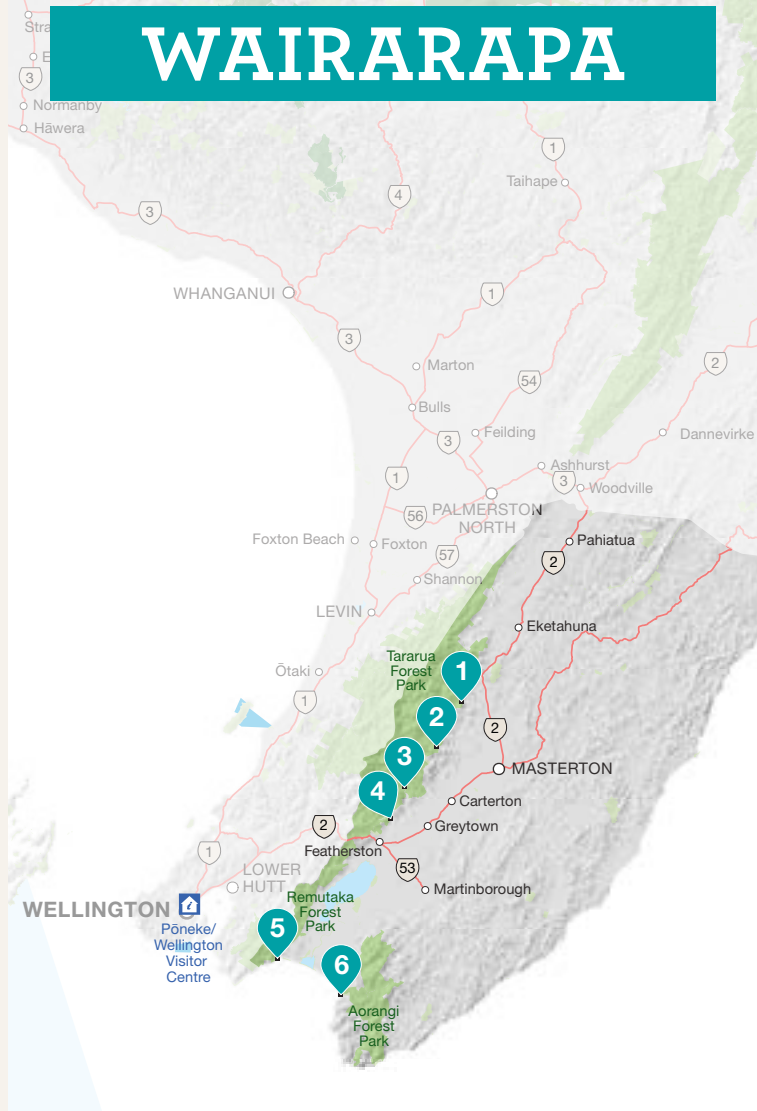 WAIRARAPA
Stra
E
3
Normanby
Hāwera
1
Taihape
4
3
WHANGANUI
1
3
Marton
2
54
Bulls
3
Feilding
Dannevirke
Ashhurst
1
3
Woodville
PALMERSTON
NORTH
56
Foxton Beach
Foxton
57
Pahiatua
2
Shannon
LEVIN
Eketahuna
Tararua
Forest
Park
1
Ōtaki
1
2
2
3
MASTERTON
4
Carterton
2
Greytown
1
Featherston
53
LOWER
HUTT
Martinborough
Remutaka
Forest
Park
WELLINGTON
i
Pōneke/
Wellington
Visitor
Centre
5
6
Aorangi
Forest
Park